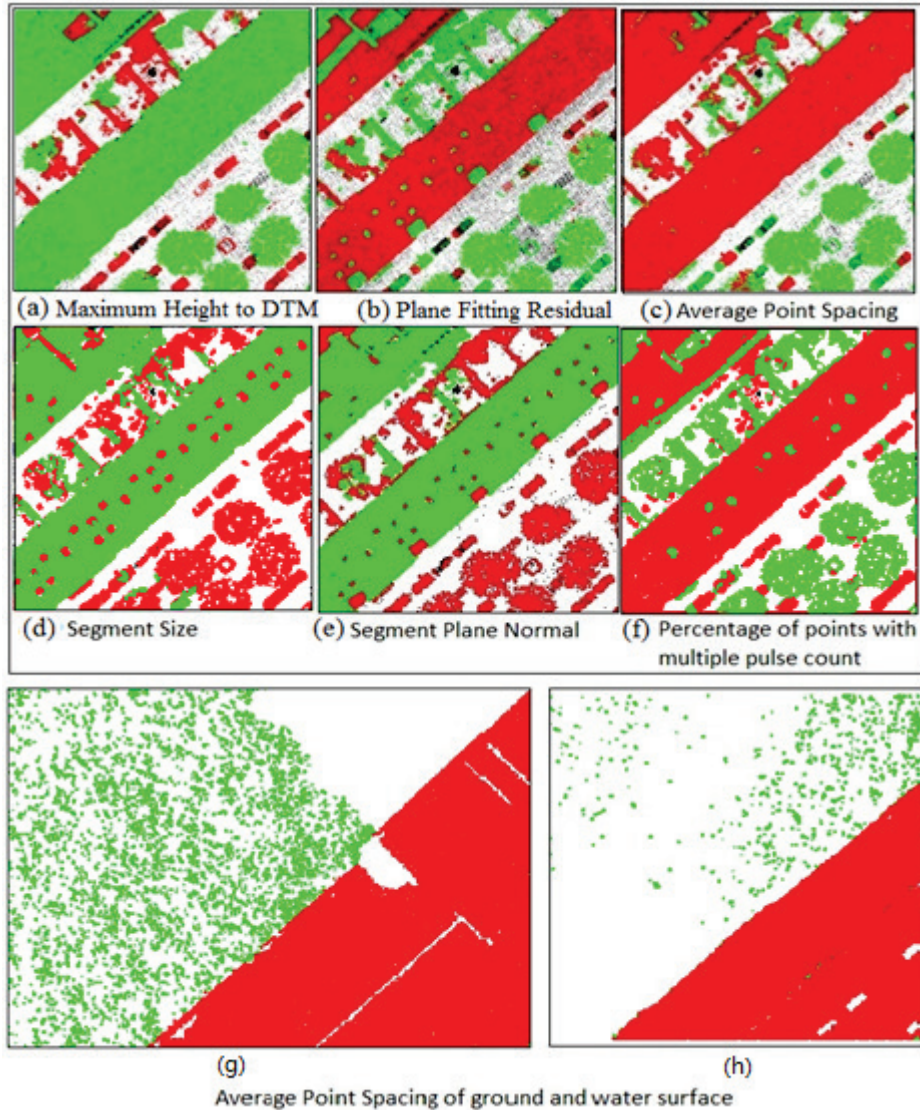 (a) Maximum Height to DTM
(b) Plane Fitting Residual
(c) Average Point Spacing
(d) Segment Size
(e) Segment Plane Normal
(f) Percentage of points with
multiple pulse count
(g)
(h)
Average Point Spacing of ground and water surface